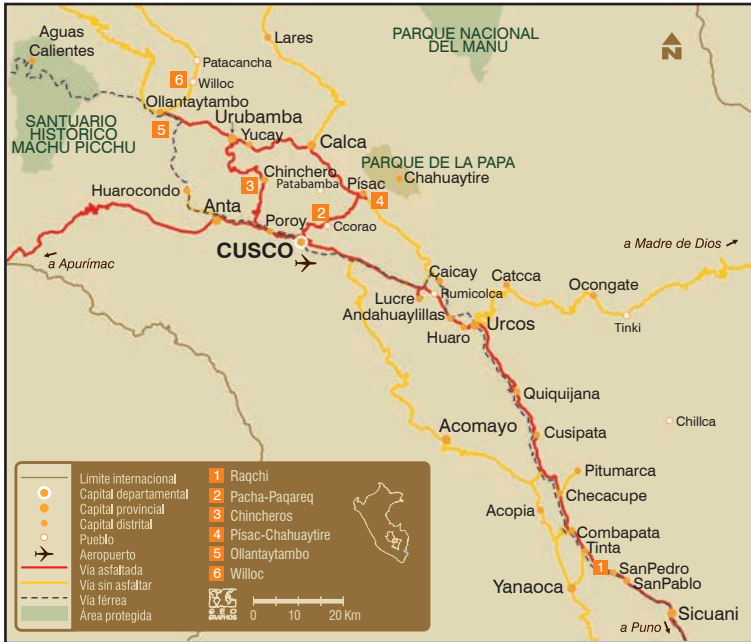 Aguas
Calientes
Lares
PARQUE NACIONAL
DEL MANU
N
Patacancha
6
Willoc
Ollantaytambo
5
SANTUARIO
HISTÓRICO
MACHU PICCHU
Urubamba
Yucay
Calca
PARQUE DE LA PAPA
Chahuaytire
Chinchero
3
Patabamba
Písac
4
Huarocondo
2
Ccorao
Anta
Poroy
CUSCO
a Apurímac
a Madre de Dios
Caicay
Catcca
Ocongate
Rumicolca
Lucre
Andahuaylillas
Urcos
Huaro
Tinki
Quiquijana
Acomayo
Cusipata
Chillca
Pitumarca
Checacupe
Acopia
Combapata
Tinta
1
SanPedro
SanPablo
Yanaoca
Sicuani
a Puno
Límite internacional
Capital departamental
Capital provincial
Capital distrital
Pueblo
Aeropuerto
Vía asfaltada
Vía sin asfaltar
Vía férrea
Área protegida
1 Raqchi
2 Pacha-Paqareq
3 Chincheros
4 Písac-Chahuaytire
5 Ollantaytambo
6 Willoc
GEO
GRAPHOS
0 10 20 Km